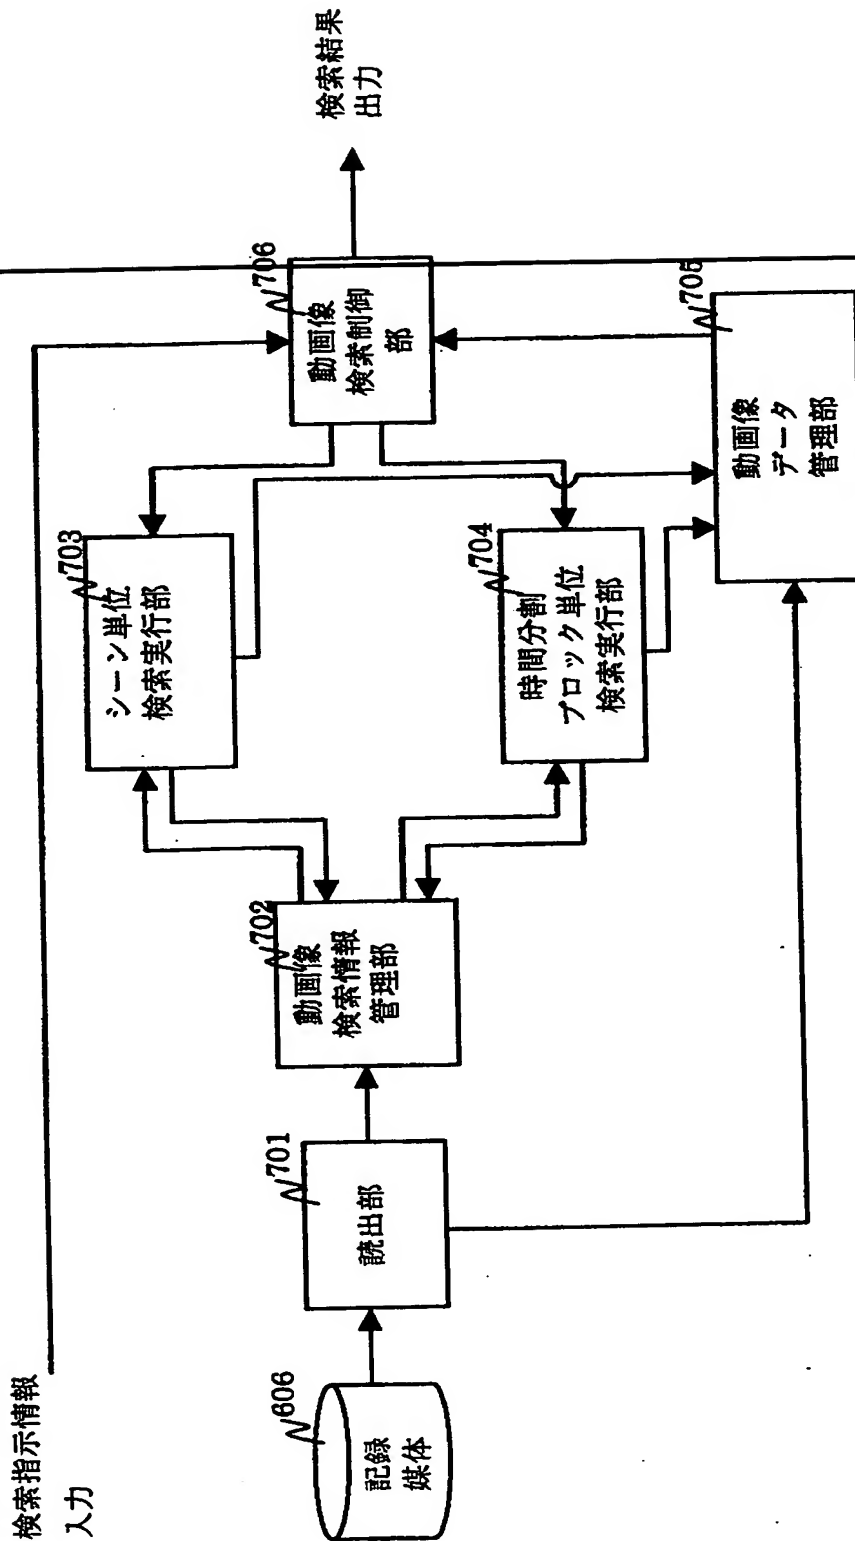 検索指示情報
入力
606
記録
媒体
701
読出部
702
動画像
検索情報
管理部
703
シーン単位
検索実行部
704
時間分割
ブロック単位
検索実行部
706
動画像
検索制御
部
705
動画像
データ
管理部
検索結果
出力